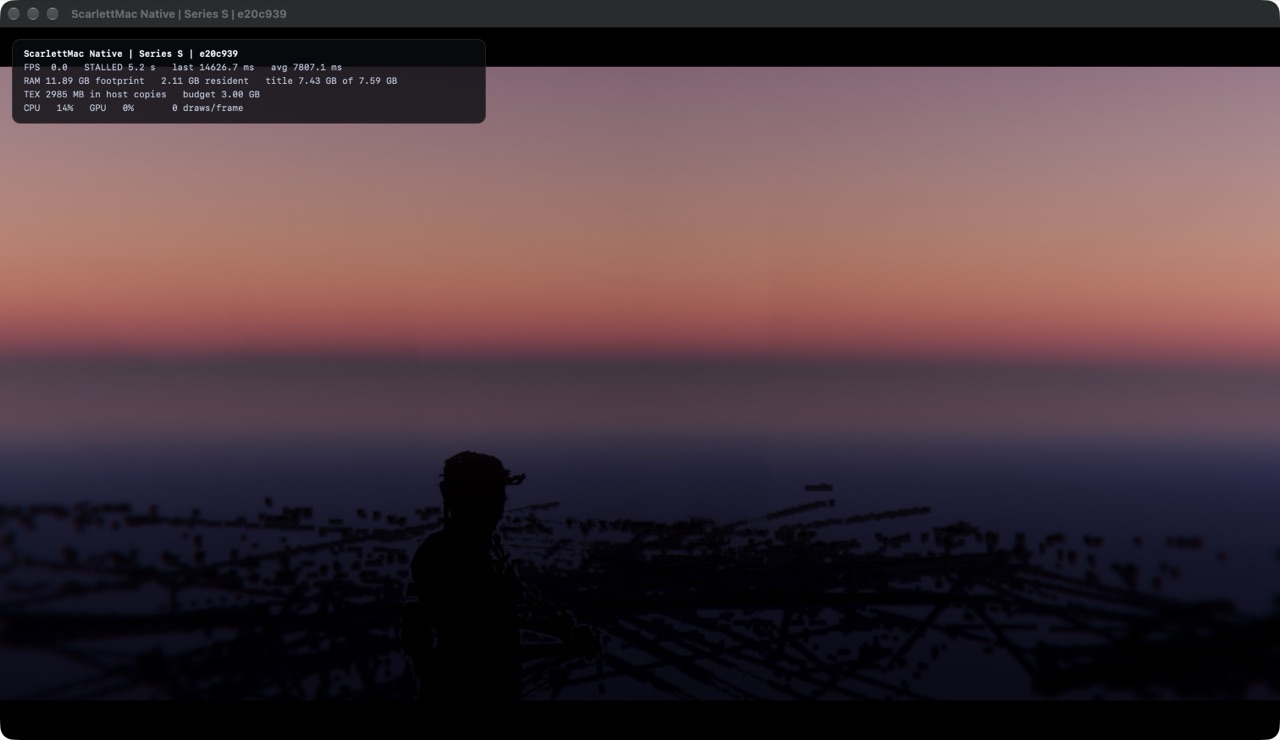 ScarlettMac Native | Series S | e20c939
ScarlettMac Native | Series S | e20c939
FPS 0.0 STALLED 5.2 s last 14626.7 ms avg 7807.1 ms
RAM 11.89 GB footprint 2.11 GB resident title 7.43 GB of 7.59 GB
TEX 2985 MB in host copies budget 3.00 GB
CPU 14% GPU 0% 0 draws/frame